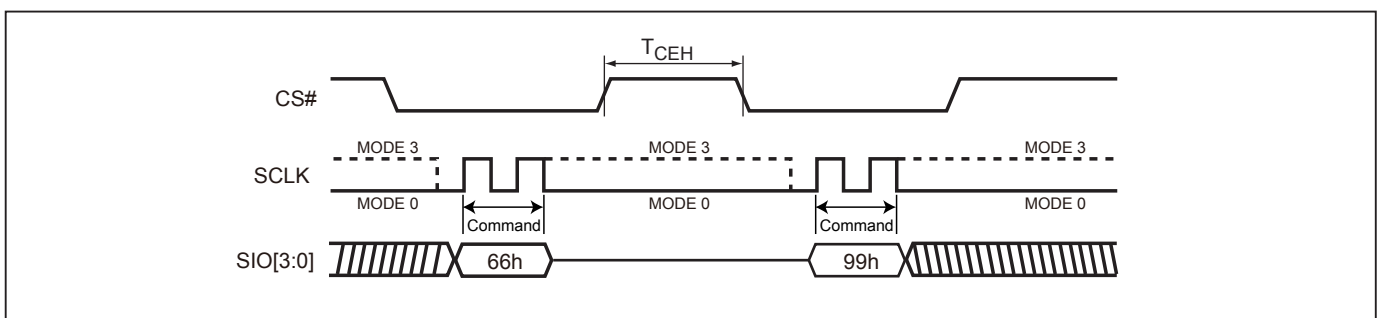 TCEH
CS#
MODE 3 MODE 3 MODE 3
SCLK
MODE 0 MODE 0 MODE 0
Command Command
SIO[3:0] 66h 99h